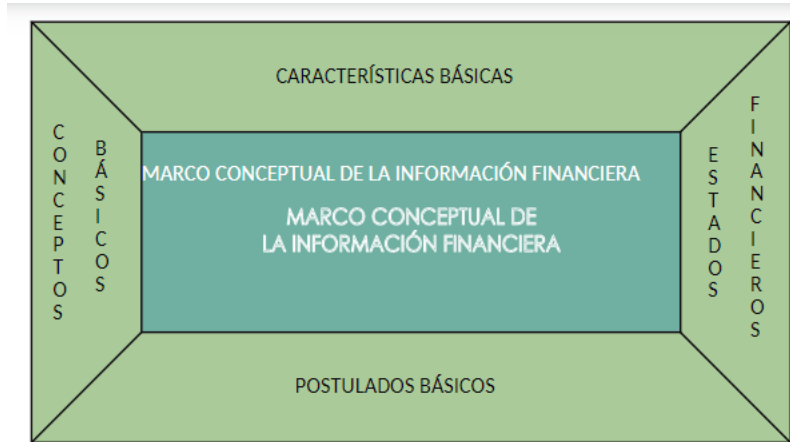 CARACTERÍSTICAS BÁSICAS
CONCEPTOS
BÁSICOS
MARCO CONCEPTUAL DE LA INFORMACIÓN FINANCIERA
MARCO CONCEPTUAL DE
LA INFORMACIÓN FINANCIERA
ESTADOS
FINANCIEROS
POSTULADOS BÁSICOS